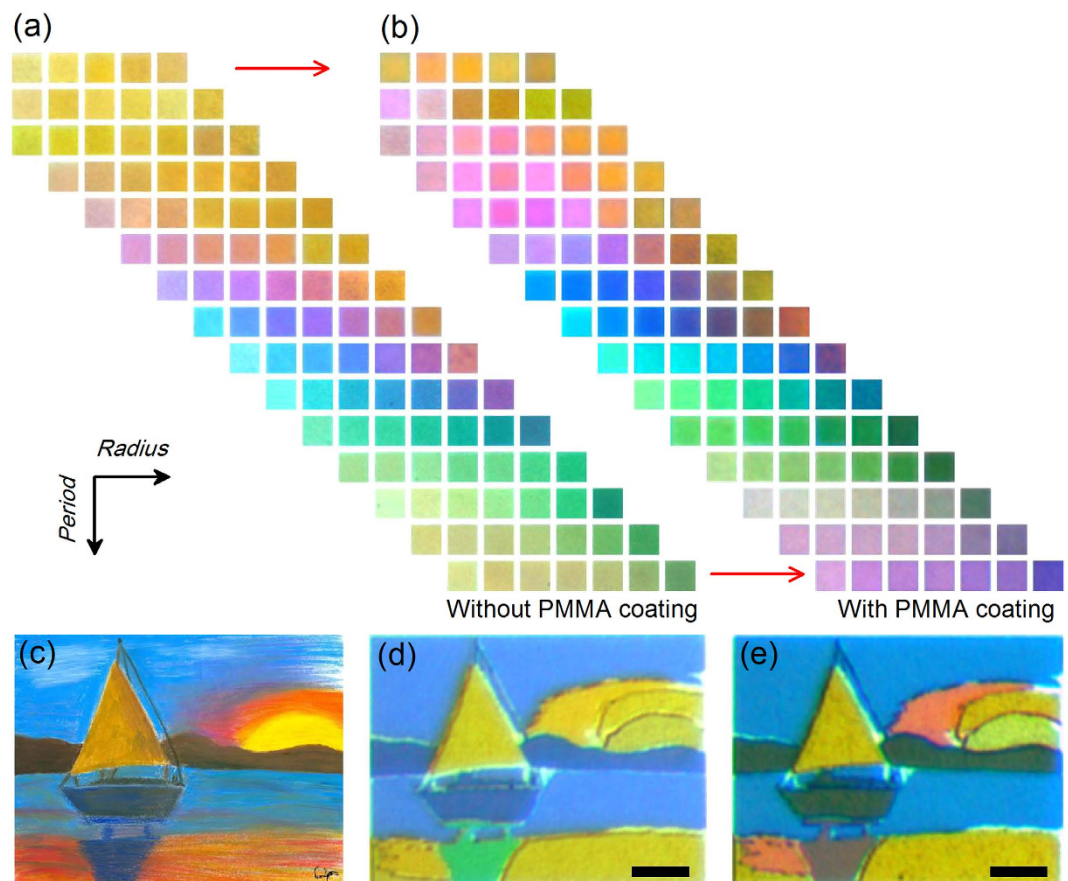 (a)
(b)
Radius
Period
Without PMMA coating
With PMMA coating
(c)
(d)
(e)